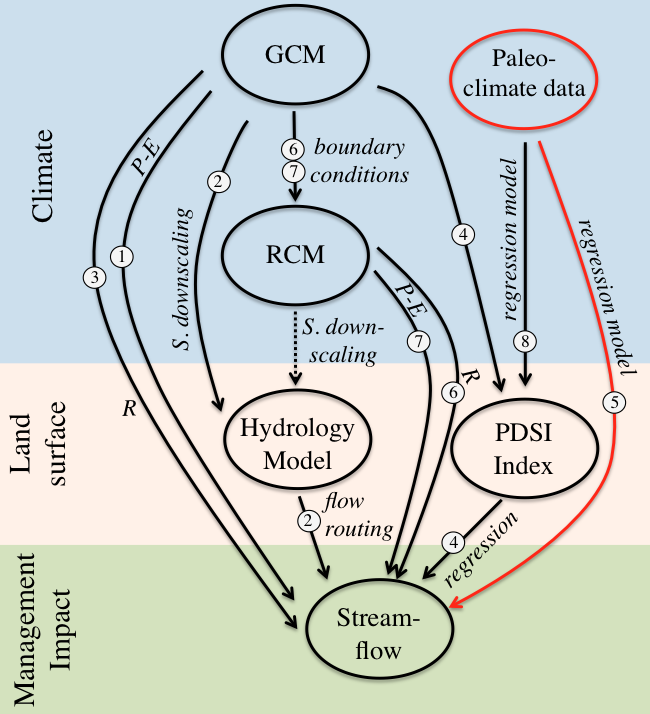 GCM
Paleo-
climate data
Climate
P-E
6
boundary
7
conditions
2
regression model
regression model
4
1
3
S. downscaling
RCM
P-E
S. down-
scaling
7
8
R
6
5
R
Land
surface
Hydrology
Model
PDSI
Index
2
flow
routing
4
regression
Management
Impact
Stream-
flow